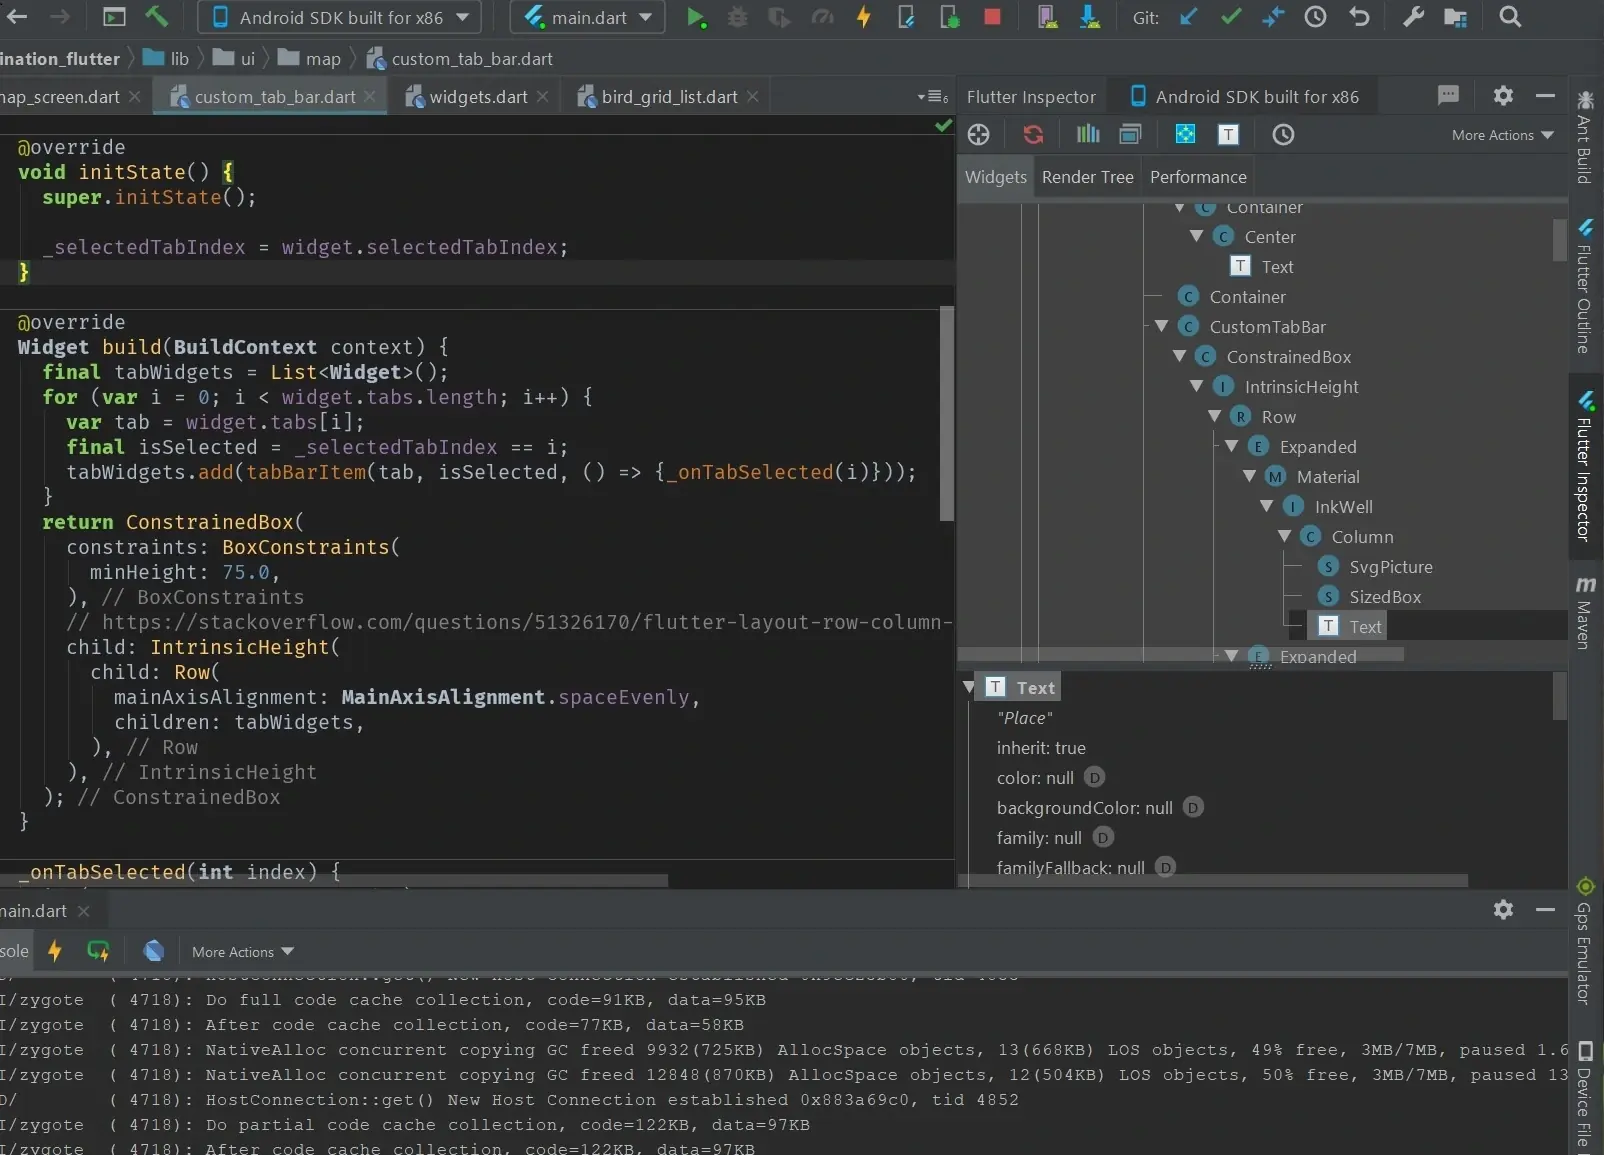 Android SDK built for x86
main.dart
Git:
ination_flutter
lib
ui
map
custom_tab_bar.dart
map_screen.dart
custom_tab_bar.dart
widgets.dart
bird_grid_list.dart
6
Flutter Inspector
Android SDK built for x86
@override
void initState() {
super.initState();
_selectedTabIndex = widget.selectedTabIndex;
}
@override
Widget build(BuildContext context) {
final tabWidgets = List<Widget>();
for (var i = 0; i < widget.tabs.length; i++) {
var tab = widget.tabs[i];
final isSelected = _selectedTabIndex == i;
tabWidgets.add(tabBarItem(tab, isSelected, () => {_onTabSelected(i)}));
}
return ConstrainedBox(
constraints: BoxConstraints(
minHeight: 75.0,
), // BoxConstraints
// https://stackoverflow.com/questions/51326170/flutter-layout-row-column-
child: IntrinsicHeight(
child: Row(
mainAxisAlignment: MainAxisAlignment.spaceEvenly,
children: tabWidgets,
), // Row
), // IntrinsicHeight
); // ConstrainedBox
}
_onTabSelected(int index) {
T
More Actions
Widgets
Render Tree
Performance
C Container
C Center
T Text
C Container
C CustomTabBar
C ConstrainedBox
I IntrinsicHeight
R Row
E Expanded
M Material
I InkWell
C Column
S SvgPicture
S SizedBox
T Text
E Expanded
T Text
"Place"
inherit: true
color: null D
backgroundColor: null D
family: null D
familyFallback: null D
Ant Build
Flutter Outline
Flutter Inspector
m Maven
Gps Emulator
Device File
main.dart
sole
More Actions
I/zygote ( 4718): Do full code cache collection, code=91KB, data=95KB
I/zygote ( 4718): After code cache collection, code=77KB, data=58KB
I/zygote ( 4718): NativeAlloc concurrent copying GC freed 9932(725KB) AllocSpace objects, 13(668KB) LOS objects, 49% free, 3MB/7MB, paused 1.6
I/zygote ( 4718): NativeAlloc concurrent copying GC freed 12848(870KB) AllocSpace objects, 12(504KB) LOS objects, 50% free, 3MB/7MB, paused 13
D/ ( 4718): HostConnection::get() New Host Connection established 0x883a69c0, tid 4852
I/zygote ( 4718): Do partial code cache collection, code=122KB, data=97KB
I/zygote ( 4718): After code cache collection, code=122KB, data=97KB